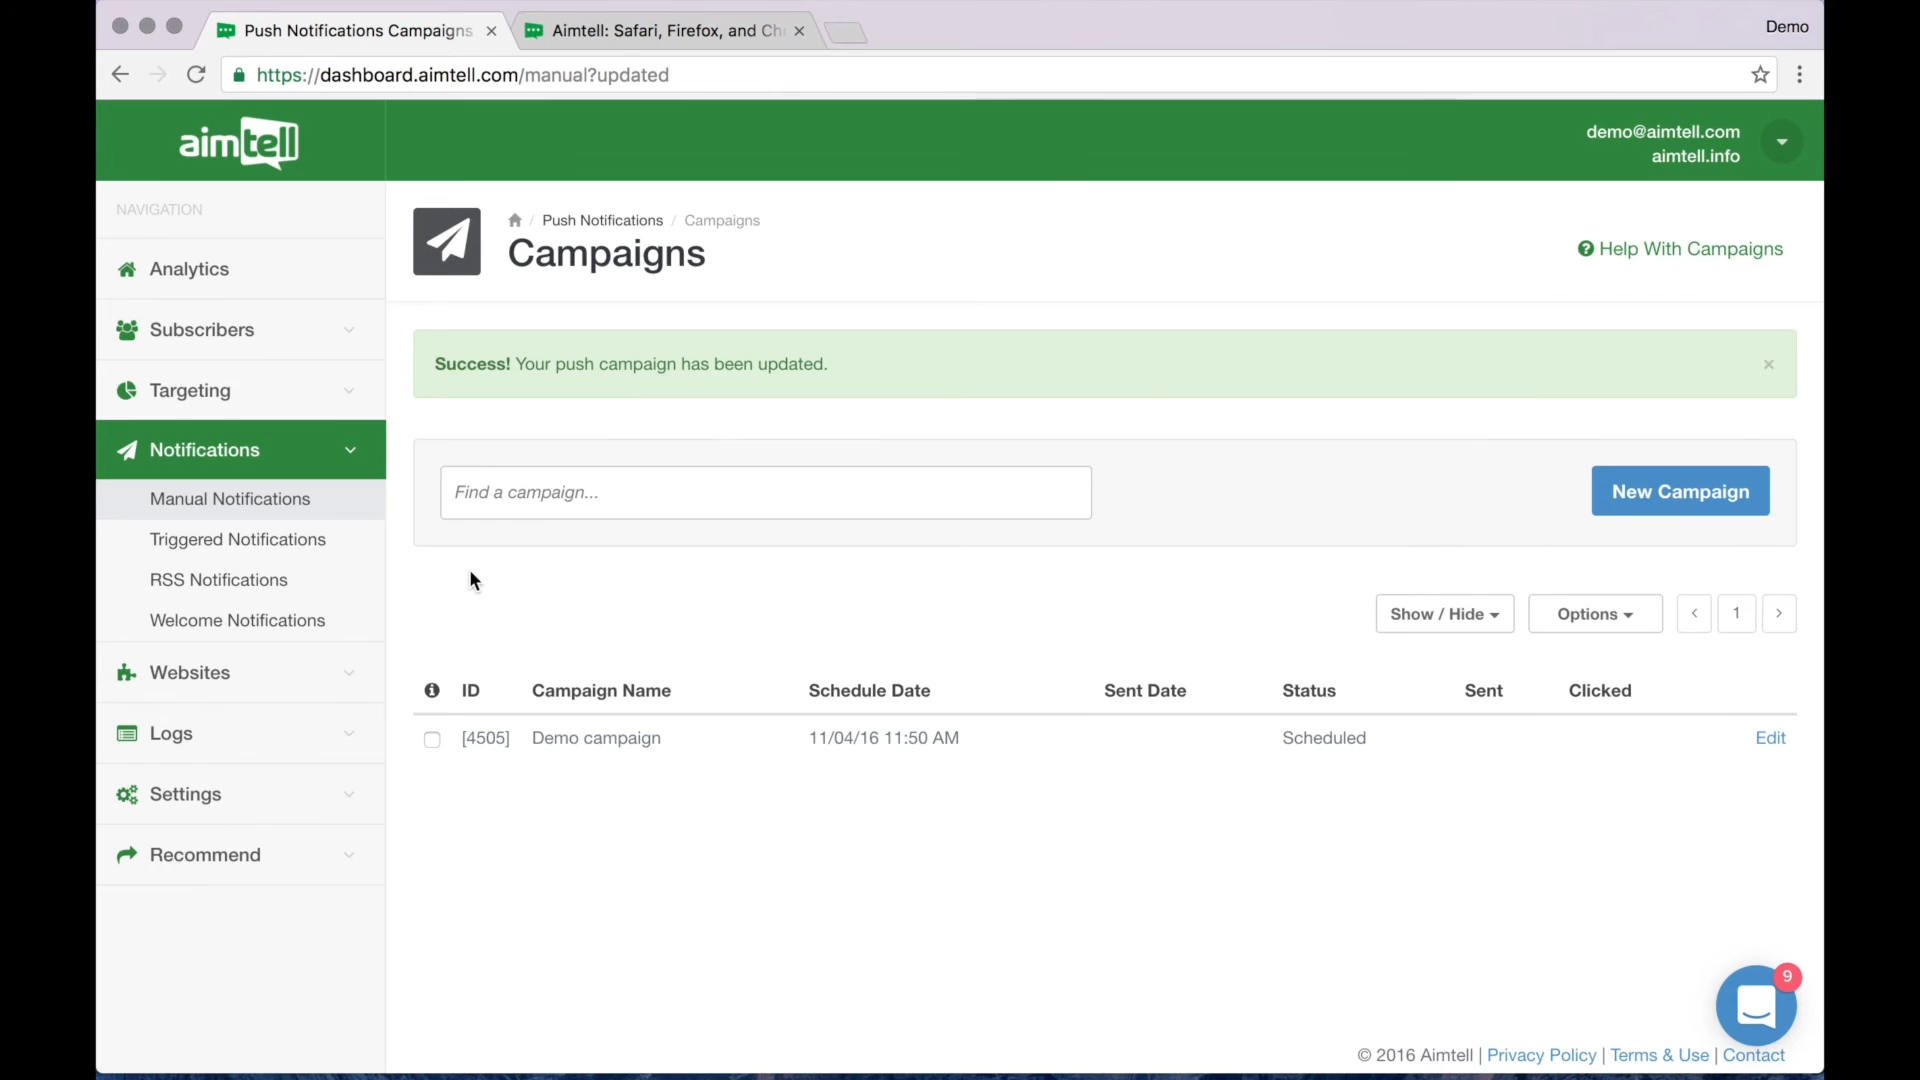 Push Notifications Campaigns
Aimtell: Safari, Firefox, and Ch
Demo
https://dashboard.aimtell.com/manual?updated
aimtell
demo@aimtell.com
aimtell.info
NAVIGATION
Analytics
Subscribers
Targeting
Notifications
Manual Notifications
Triggered Notifications
RSS Notifications
Welcome Notifications
Websites
Logs
Settings
Recommend
/ Push Notifications / Campaigns
Campaigns
Help With Campaigns
Success! Your push campaign has been updated.
Find a campaign...
New Campaign
Show / Hide
Options
1
ID Campaign Name Schedule Date Sent Date Status Sent Clicked
[4505] Demo campaign 11/04/16 11:50 AM Scheduled Edit
9
© 2016 Aimtell | Privacy Policy | Terms & Use | Contact